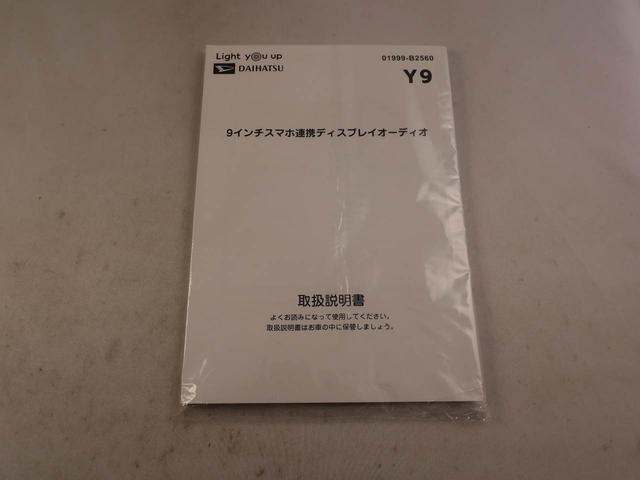 Light you up
01999-B2560
DAIHATSU
Y9
9インチスマホ連携ディスプレイオーディオ
取扱説明書
よくお読みになって使用してください。
取扱説明書はお車の中に保管しましょう。